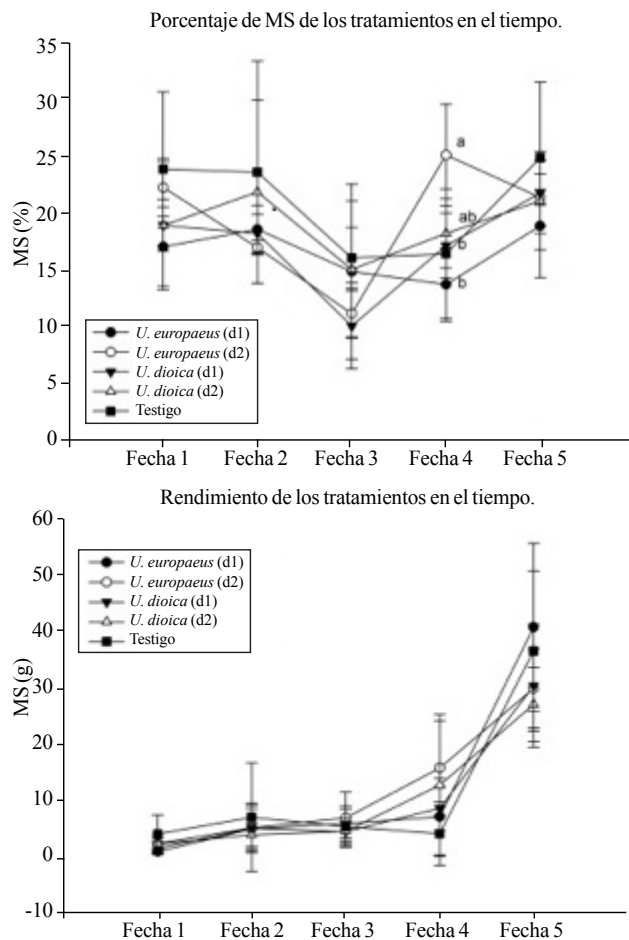 Porcentaje de MS de los tratamientos en el tiempo.
35
30
25
20
15
10
5
0
MS (%)
a
ab
b
b
U. europaeus (d1)
U. europaeus (d2)
U. dioica (d1)
U. dioica (d2)
Testigo
Fecha 1 Fecha 2 Fecha 3 Fecha 4 Fecha 5
Rendimiento de los tratamientos en el tiempo.
60
50
40
30
20
10
0
-10
MS (g)
U. europaeus (d1)
U. europaeus (d2)
U. dioica (d1)
U. dioica (d2)
Testigo
Fecha 1 Fecha 2 Fecha 3 Fecha 4 Fecha 5